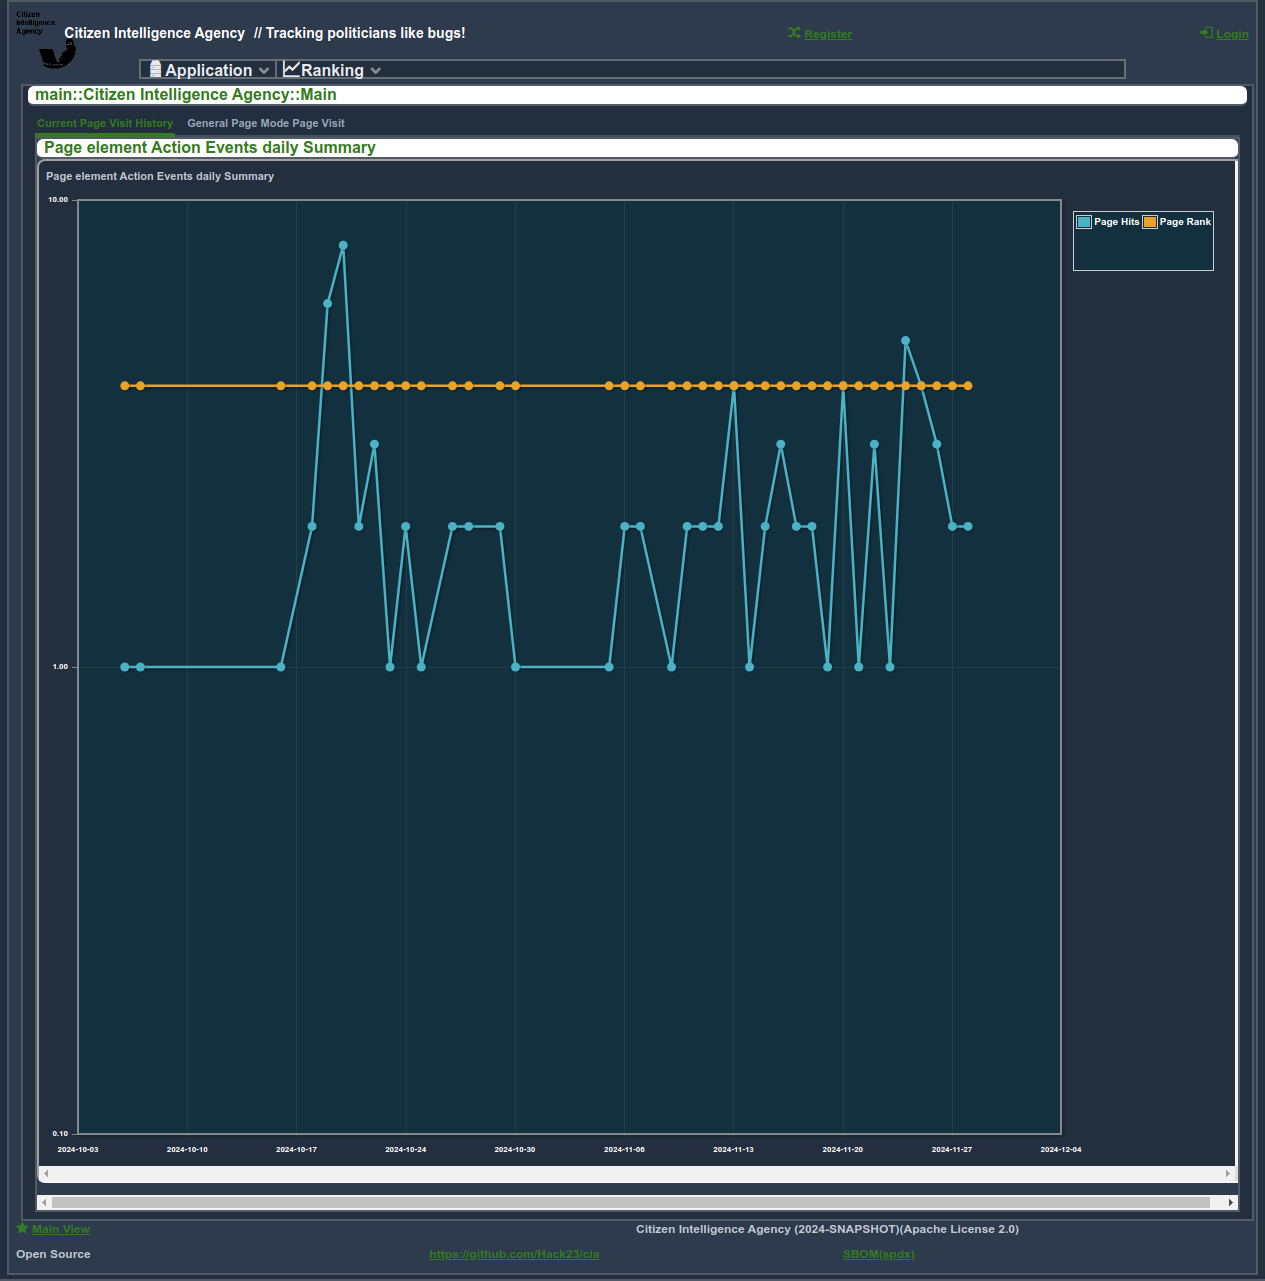 Citizen
Intelligence
Agency
Citizen Intelligence Agency // Tracking politicians like bugs!
Register
Login
Application
Ranking
main::Citizen Intelligence Agency::Main
Current Page Visit History
General Page Mode Page Visit
Page element Action Events daily Summary
Page element Action Events daily Summary
10.00
Page Hits
Page Rank
1.00
0.10
2024-10-03
2024-10-10
2024-10-17
2024-10-24
2024-10-30
2024-11-06
2024-11-13
2024-11-20
2024-11-27
2024-12-04
Main View
Citizen Intelligence Agency (2024-SNAPSHOT)(Apache License 2.0)
Open Source
https://github.com/Hack23/cia
SBOM(spdx)